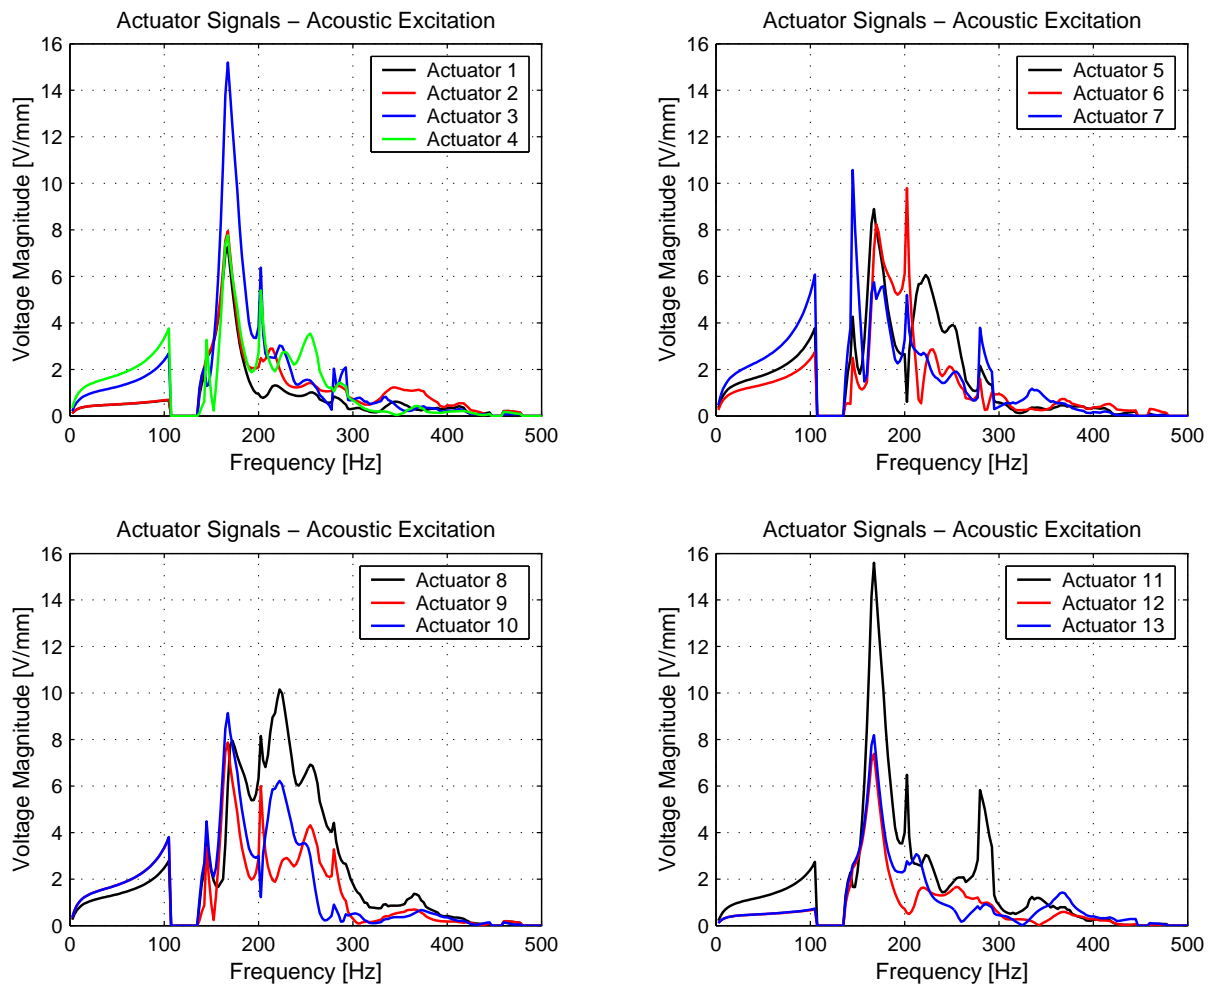 Actuator Signals – Acoustic Excitation
16
14
12
10
8
6
4
2
0
Voltage Magnitude [V/mm]
Actuator 1
Actuator 2
Actuator 3
Actuator 4
0 100 200 300 400 500
Frequency [Hz]
Actuator Signals – Acoustic Excitation
16
14
12
10
8
6
4
2
0
Voltage Magnitude [V/mm]
Actuator 5
Actuator 6
Actuator 7
0 100 200 300 400 500
Frequency [Hz]
Actuator Signals – Acoustic Excitation
16
14
12
10
8
6
4
2
0
Voltage Magnitude [V/mm]
Actuator 8
Actuator 9
Actuator 10
0 100 200 300 400 500
Frequency [Hz]
Actuator Signals – Acoustic Excitation
16
14
12
10
8
6
4
2
0
Voltage Magnitude [V/mm]
Actuator 11
Actuator 12
Actuator 13
0 100 200 300 400 500
Frequency [Hz]